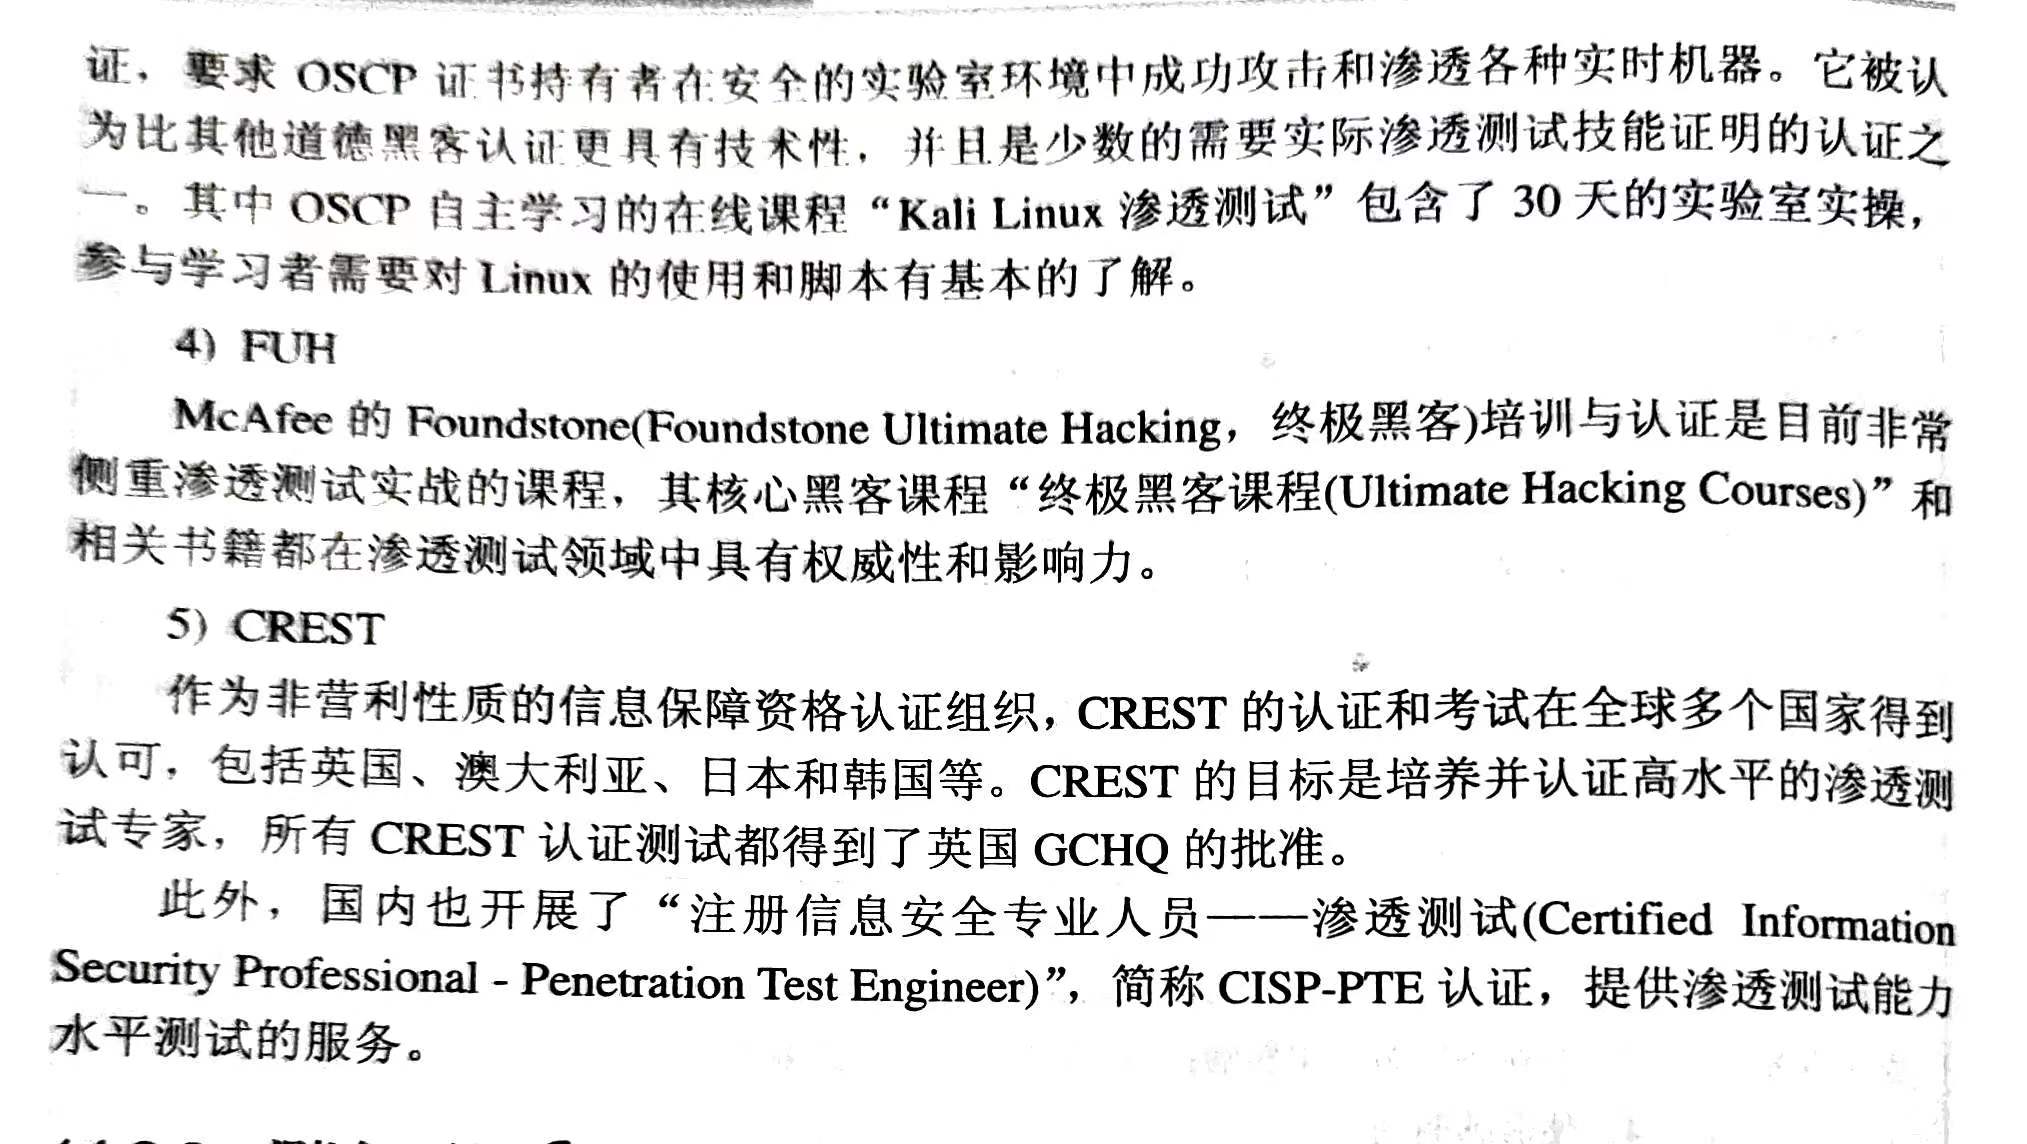 证，要求 OSCP 证书持有者在安全的实验室环境中成功攻击和渗透各种实时机器。它被认
为比其他道德黑客认证更具有技术性，并且是少数的需要实际渗透测试技能证明的认证之
一。其中 OSCP 自主学习的在线课程“Kali Linux 渗透测试”包含了 30 天的实验室实操，
参与学习者需要对 Linux 的使用和脚本有基本的了解。
4) FUH
McAfee 的 Foundstone(Foundstone Ultimate Hacking，终极黑客)培训与认证是目前非常
侧重渗透测试实战的课程，其核心黑客课程“终极黑客课程(Ultimate Hacking Courses)”和
相关书籍都在渗透测试领域中具有权威性和影响力。
5) CREST
作为非营利性质的信息保障资格认证组织，CREST 的认证和考试在全球多个国家得到
认可，包括英国、澳大利亚、日本和韩国等。CREST 的目标是培养并认证高水平的渗透测
试专家，所有 CREST 认证测试都得到了英国 GCHQ 的批准。
此外，国内也开展了“注册信息安全专业人员——渗透测试(Certified Information
Security Professional - Penetration Test Engineer)”，简称 CISP-PTE 认证，提供渗透测试能力
水平测试的服务。